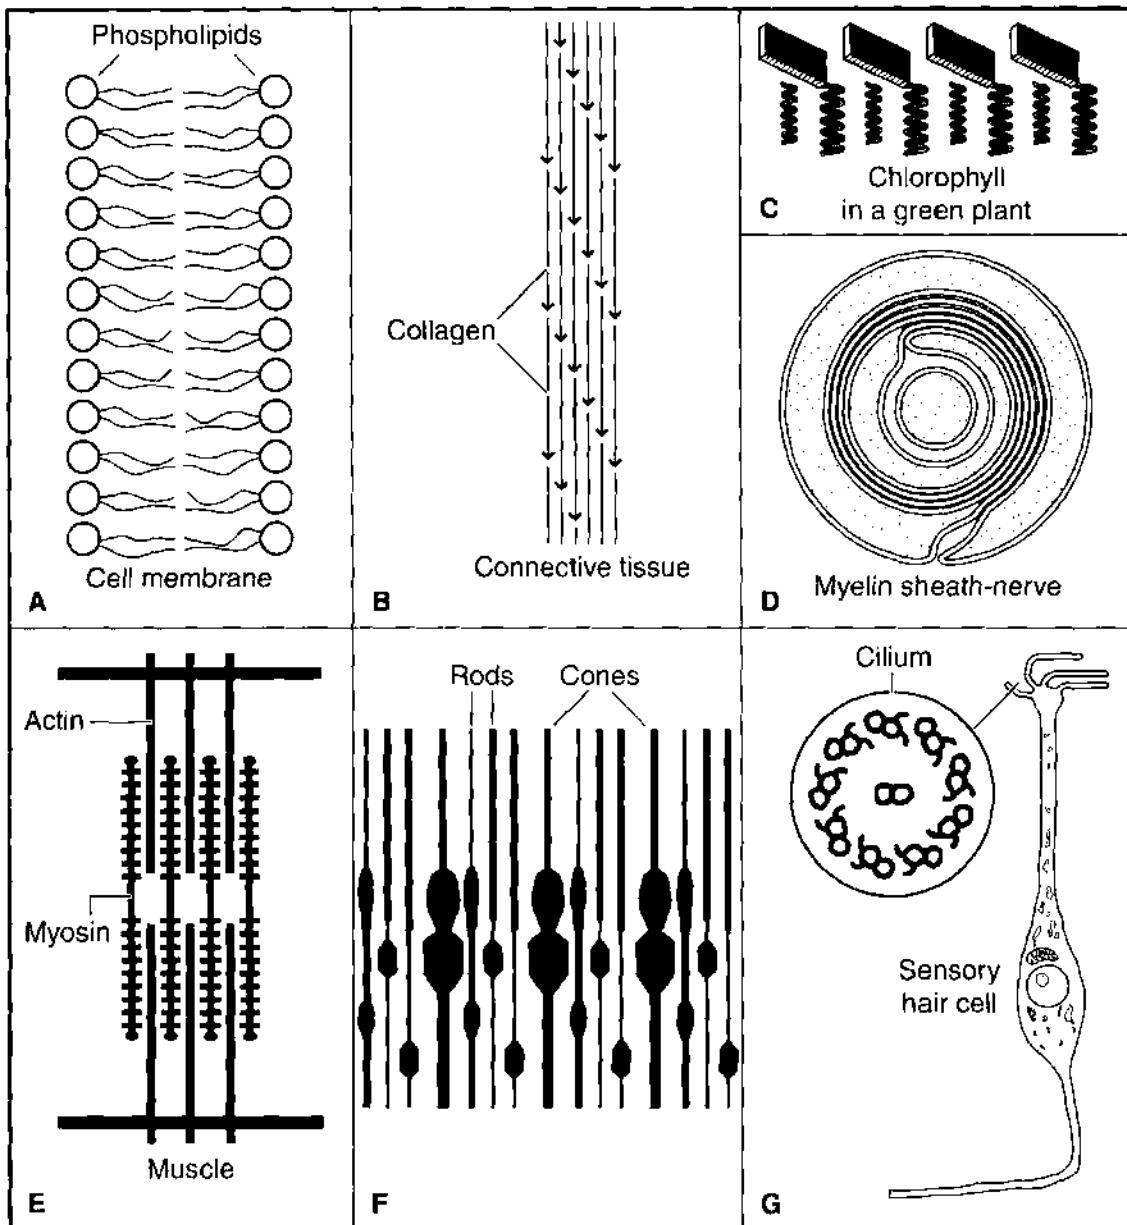 Phospholipids
Cell membrane
A
Collagen
Connective tissue
B
Chlorophyll
in a green plant
C
Myelin sheath-nerve
D
Actin
Myosin
Muscle
E
Rods
Cones
F
Cilium
Sensory
hair cell
G